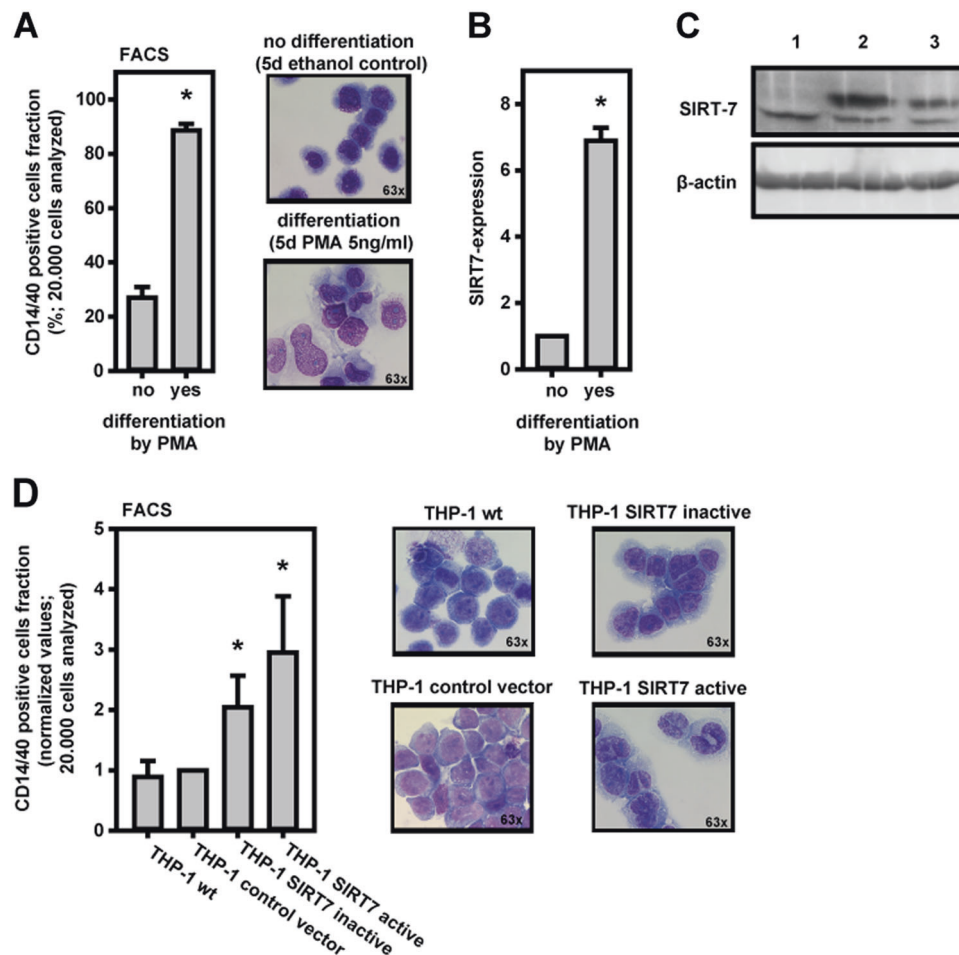 A
FACS
CD14/40 positive cells fraction
(%; 20.000 cells analyzed)
100
80
60
40
20
0
*
no yes
differentiation
by PMA
no differentiation
(5d ethanol control)
63x
differentiation
(5d PMA 5ng/ml)
63x
B
SIRT7-expression
8
6
4
2
0
*
no yes
differentiation
by PMA
C
1 2 3
SIRT-7
β-actin
D
FACS
CD14/40 positive cells fraction
(normalized values;
20.000 cells analyzed)
5
4
3
2
1
0
*
*
THP-1 wt
THP-1 control vector
THP-1 SIRT7 inactive
THP-1 SIRT7 active
THP-1 wt
63x
THP-1 SIRT7 inactive
63x
THP-1 control vector
63x
THP-1 SIRT7 active
63x